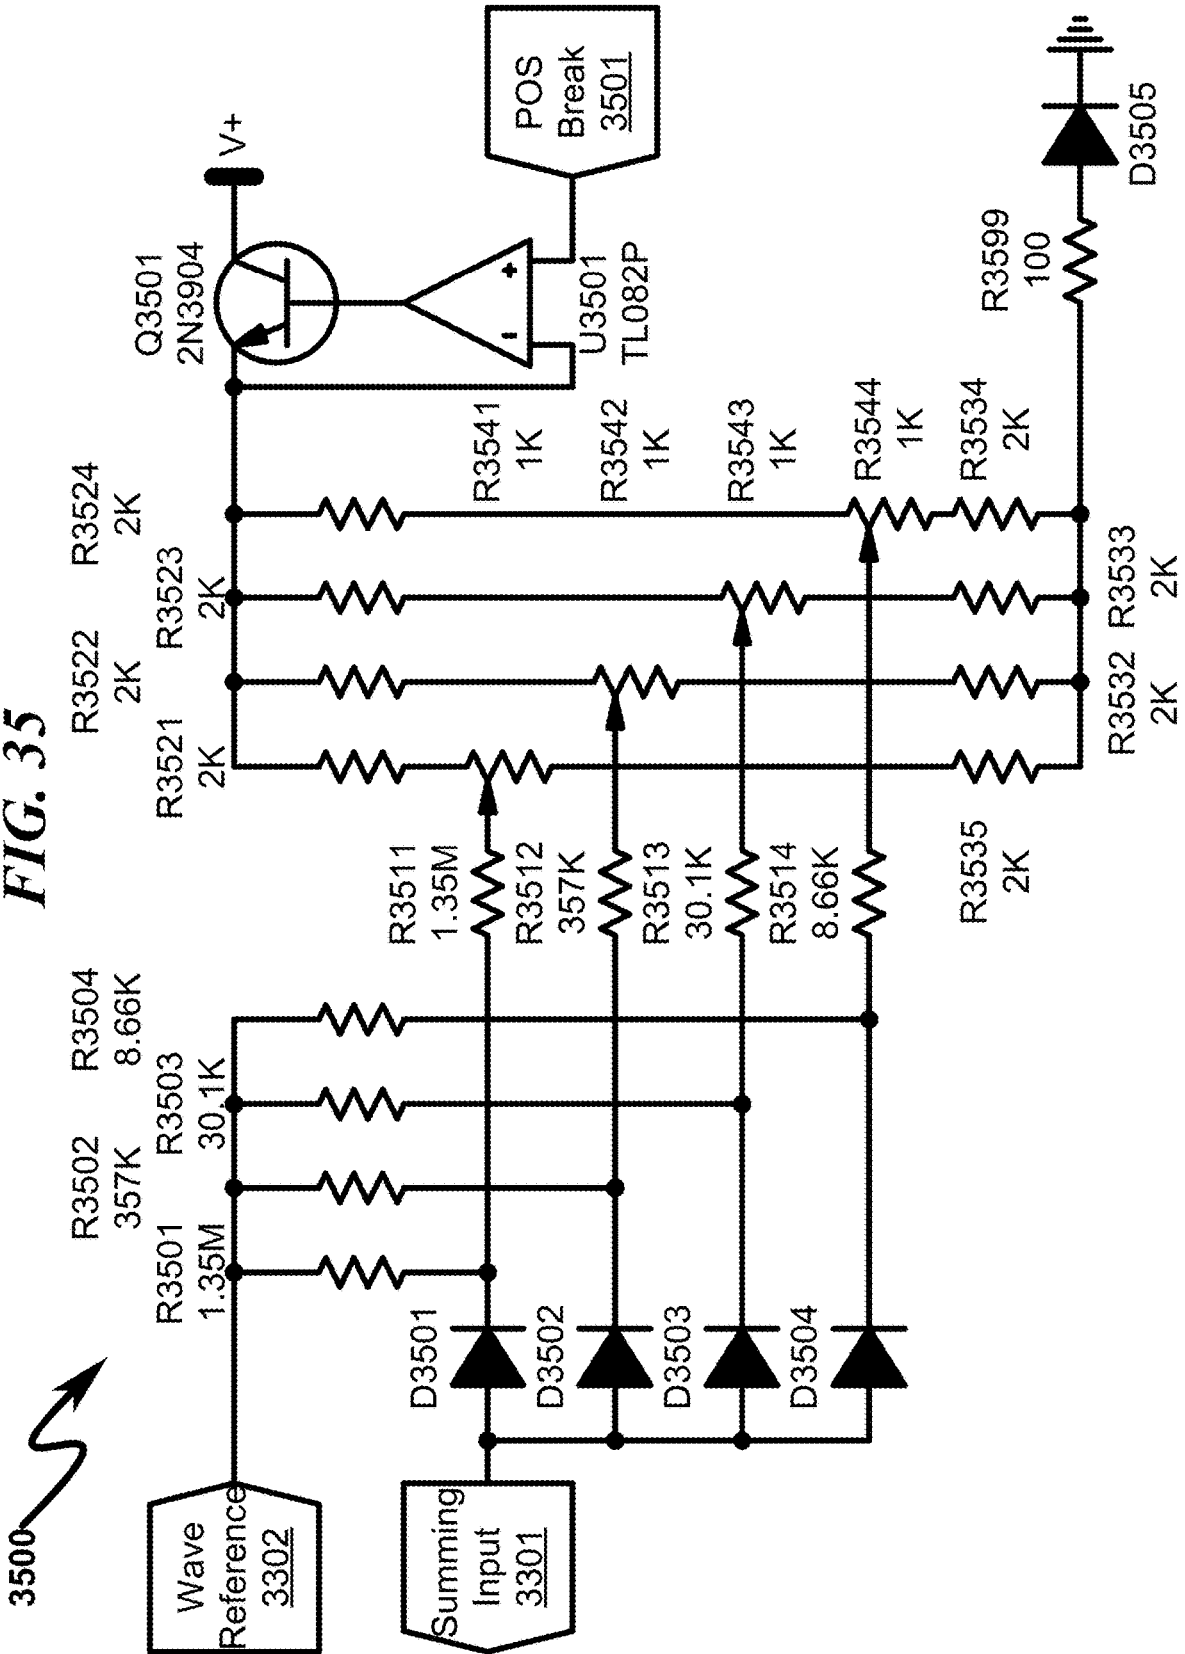 FIG. 35
3500
Wave
Reference
3302
Summing
Input
3301
R3501
1.35M
R3502
357K
R3503
30.1K
R3504
8.66K
D3501
D3502
D3503
D3504
R3511
1.35M
R3512
357K
R3513
30.1K
R3514
8.66K
R3521
2K
R3522
2K
R3523
2K
R3524
2K
R3541
1K
R3542
1K
R3543
1K
R3544
1K
R3535
2K
R3532
2K
R3533
2K
R3534
2K
Q3501
2N3904
V+
-
+
U3501
TL082P
POS
Break
3501
R3599
100
D3505